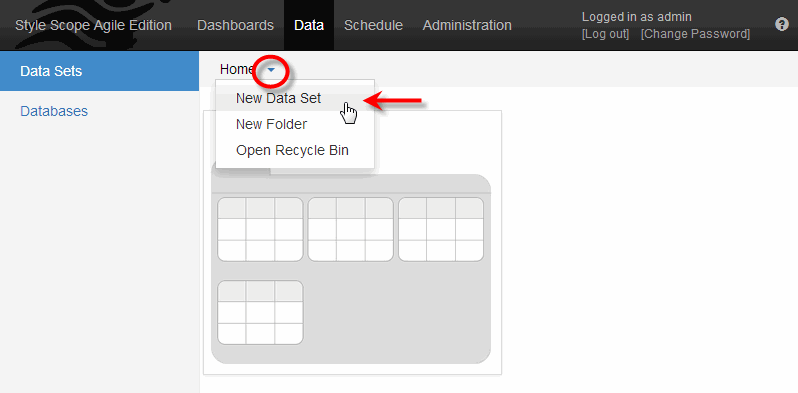 Style Scope Agile Edition Dashboards Data Schedule Administration
Logged in as admin
[Log out] [Change Password] ?
Data Sets
Databases
Home
New Data Set
New Folder
Open Recycle Bin